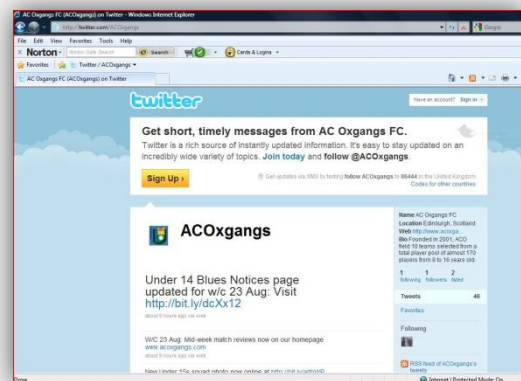 AC Oxgangs FC (ACOxgangs) on Twitter - Windows Internet Explorer
http://twitter.com/ACOxgangs
Google
File Edit View Favorites Tools Help
Norton Norton Safe Search Search Cards & Logins
Favorites Twitter / ACOxgangs
AC Oxgangs FC (ACOxgangs) on Twitter
twitter
Have an account? Sign in
Get short, timely messages from AC Oxgangs FC.
Twitter is a rich source of instantly updated information. It's easy to stay updated on an
incredibly wide variety of topics. Join today and follow @ACOxgangs.
Sign Up ›
Get updates via SMS by texting follow ACOxgangs to 86444 in the United Kingdom
Codes for other countries
ACOxgangs
Under 14 Blues Notices page
updated for w/c 23 Aug: Visit
http://bit.ly/dcXx12
about 9 hours ago via web
W/C 23 Aug: Mid-week match reviews now on our homepage
www.acoxgangs.com
about 9 hours ago via web
New Under 15s squad photo now online at
Name AC Oxgangs FC
Location Edinburgh, Scotland
Web http://www.acoxga...
Bio Founded in 2001, ACO
field 10 teams selected from a
total player pool of almost 170
players from 8 to 16 years old.
1 1 2
following followers listed
Tweets 46
Favorites
Following
RSS feed of ACOxgangs's
tweets
Done
Internet | Protected Mode: On